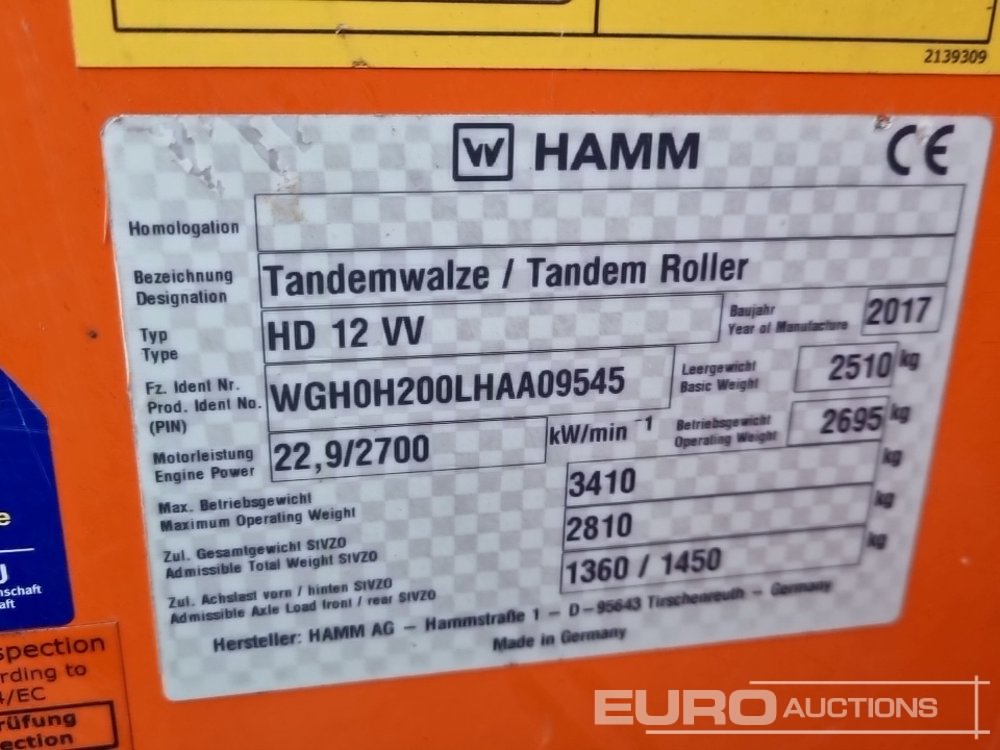 2139309
W HAMM CE
Homologation
Bezeichnung
Designation
Tandemwalze / Tandem Roller
Typ
Type
HD 12 VV
Baujahr
Year of Manufacture
2017
Fz. Ident Nr.
Prod. Ident No.
(PIN)
WGH0H200LHAA09545
Leergewicht
Basic Weight
2510 kg
Motorleistung
Engine Power
22,9/2700 kW/min -1
Betriebsgewicht
Operating Weight
2695 kg
Max. Betriebsgewicht
Maximum Operating Weight
3410 kg
Zul. Gesamtgewicht StVZO
Admissible Total Weight StVZO
2810 kg
Zul. Achslast vorn / hinten StVZO
Admissible Axle Load front / rear StVZO
1360 / 1450 kg
Hersteller: HAMM AG – Hammstraße 1 – D-95643 Tirschenreuth – Germany
Made in Germany
e
U
nschaft
aft
spection
rding to
4/EC
rüfung
ection
EURO AUCTIONS